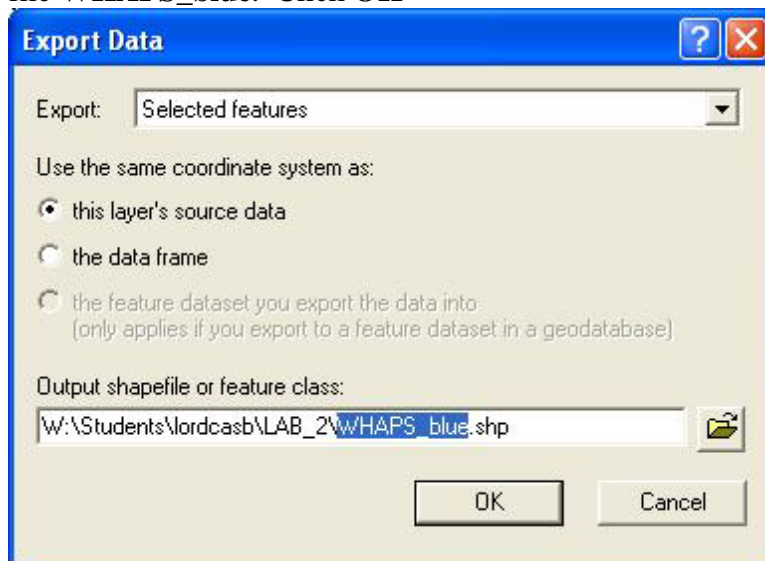 Export Data
Export: Selected features
Use the same coordinate system as:
this layer's source data
the data frame
the feature dataset you export the data into
(only applies if you export to a feature dataset in a geodatabase)
Output shapefile or feature class:
W:\Students\lordcasb\LAB_2\WHAPS_blue.shp
OK Cancel